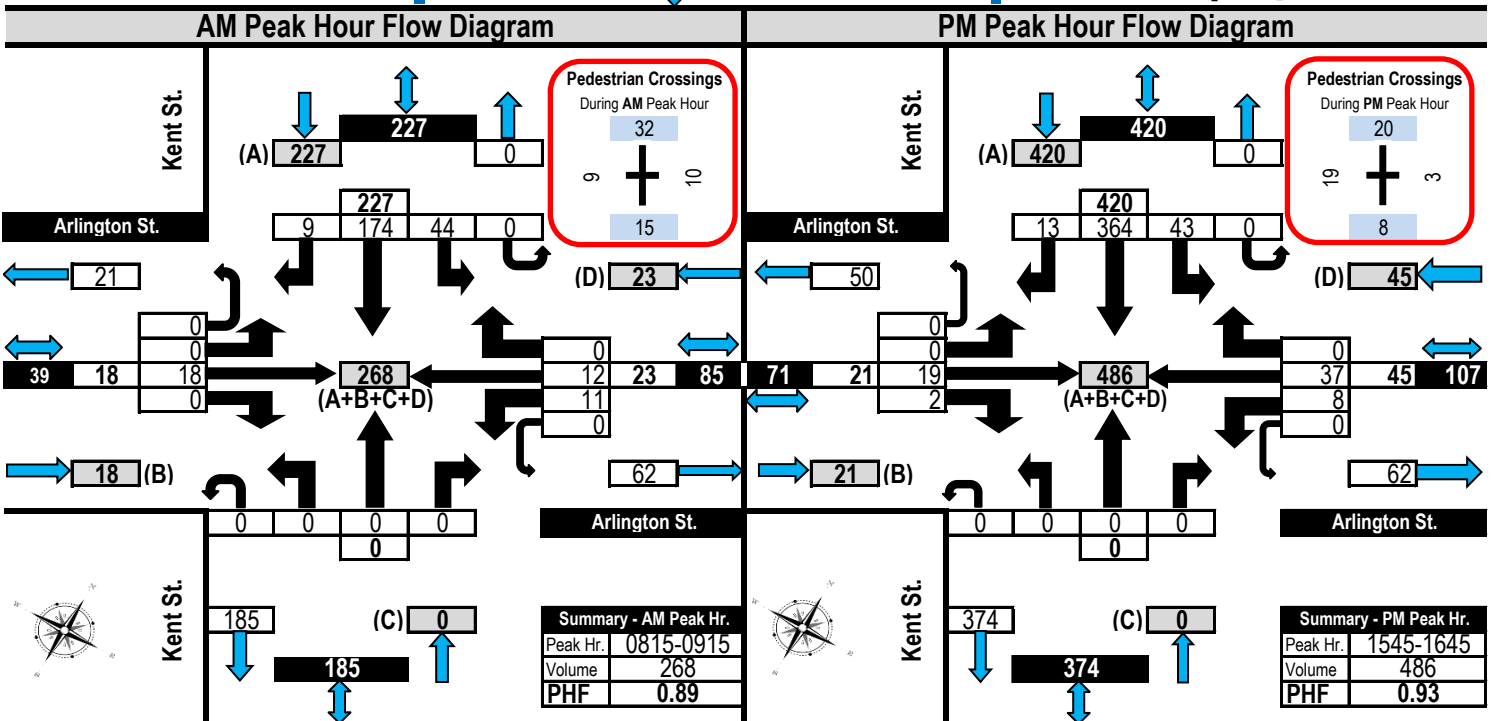 AM Peak Hour Flow Diagram
Kent St.
227
(A) 227 0
Pedestrian Crossings
During AM Peak Hour
32
9 10
15
227
9 174 44 0
Arlington St.
21
(D) 23
0
0
39 18 18
0
268
(A+B+C+D)
0
12 23 85
11
0
18 (B)
62
0 0 0 0
0
Arlington St.
Kent St.
185
(C) 0
185
Summary - AM Peak Hr.
Peak Hr. 0815-0915
Volume 268
PHF 0.89
PM Peak Hour Flow Diagram
Kent St.
420
(A) 420 0
Pedestrian Crossings
During PM Peak Hour
20
19 3
8
420
13 364 43 0
Arlington St.
50
(D) 45
0
0
71 21 19
2
486
(A+B+C+D)
0
37 45 107
8
0
21 (B)
62
0 0 0 0
0
Arlington St.
Kent St.
374
(C) 0
374
Summary - PM Peak Hr.
Peak Hr. 1545-1645
Volume 486
PHF 0.93